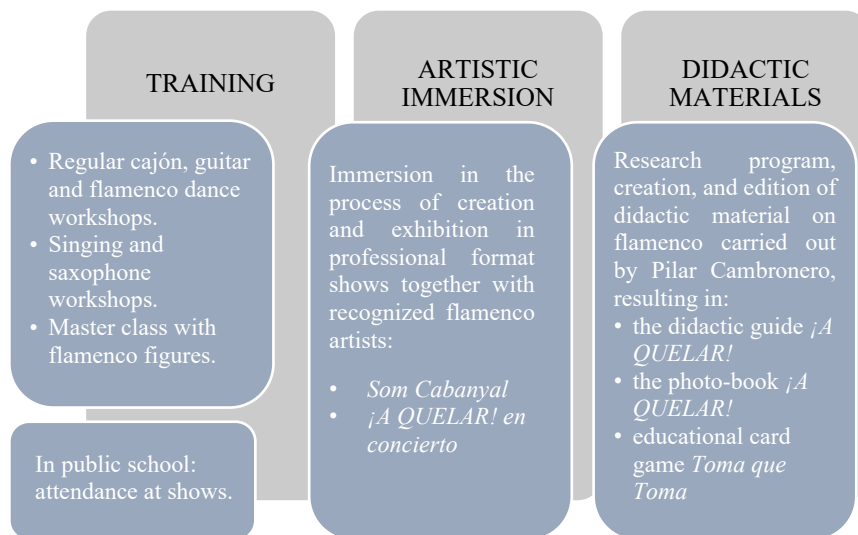 TRAINING
• Regular cajón, guitar
and flamenco dance
workshops.
• Singing and
saxophone
workshops.
• Master class with
flamenco figures.
In public school:
attendance at shows.
ARTISTIC
IMMERSION
Immersion in the
process of creation
and exhibition in
professional format
shows together with
recognized flamenco
artists:
• Som Cabanyal
• ¡A QUELAR! en
concierto
DIDACTIC
MATERIALS
Research program,
creation, and edition of
didactic material on
flamenco carried out
by Pilar Cambronero,
resulting in:
• the didactic guide ¡A
QUELAR!
• the photo-book ¡A
QUELAR!
• educational card
game Toma que
Toma